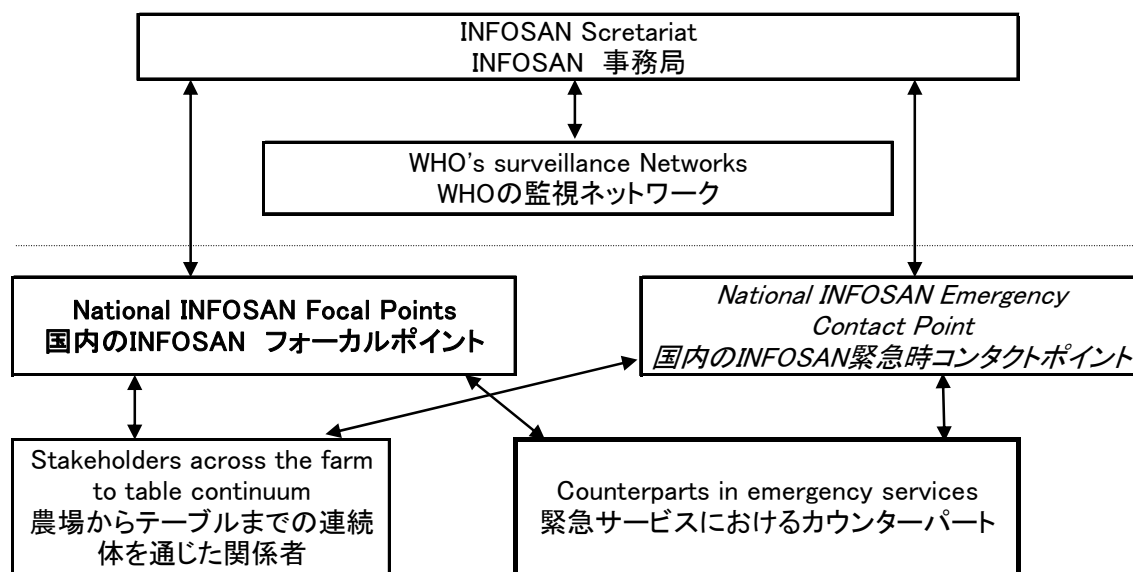 INFOSAN Scretariat
INFOSAN 事務局
WHO's surveillance Networks
WHOの監視ネットワーク
National INFOSAN Focal Points
国内のINFOSAN フォーカルポイント
National INFOSAN Emergency
Contact Point
国内のINFOSAN緊急時コンタクトポイント
Stakeholders across the farm
to table continuum
農場からテーブルまでの連続
体を通じた関係者
Counterparts in emergency services
緊急サービスにおけるカウンターパート